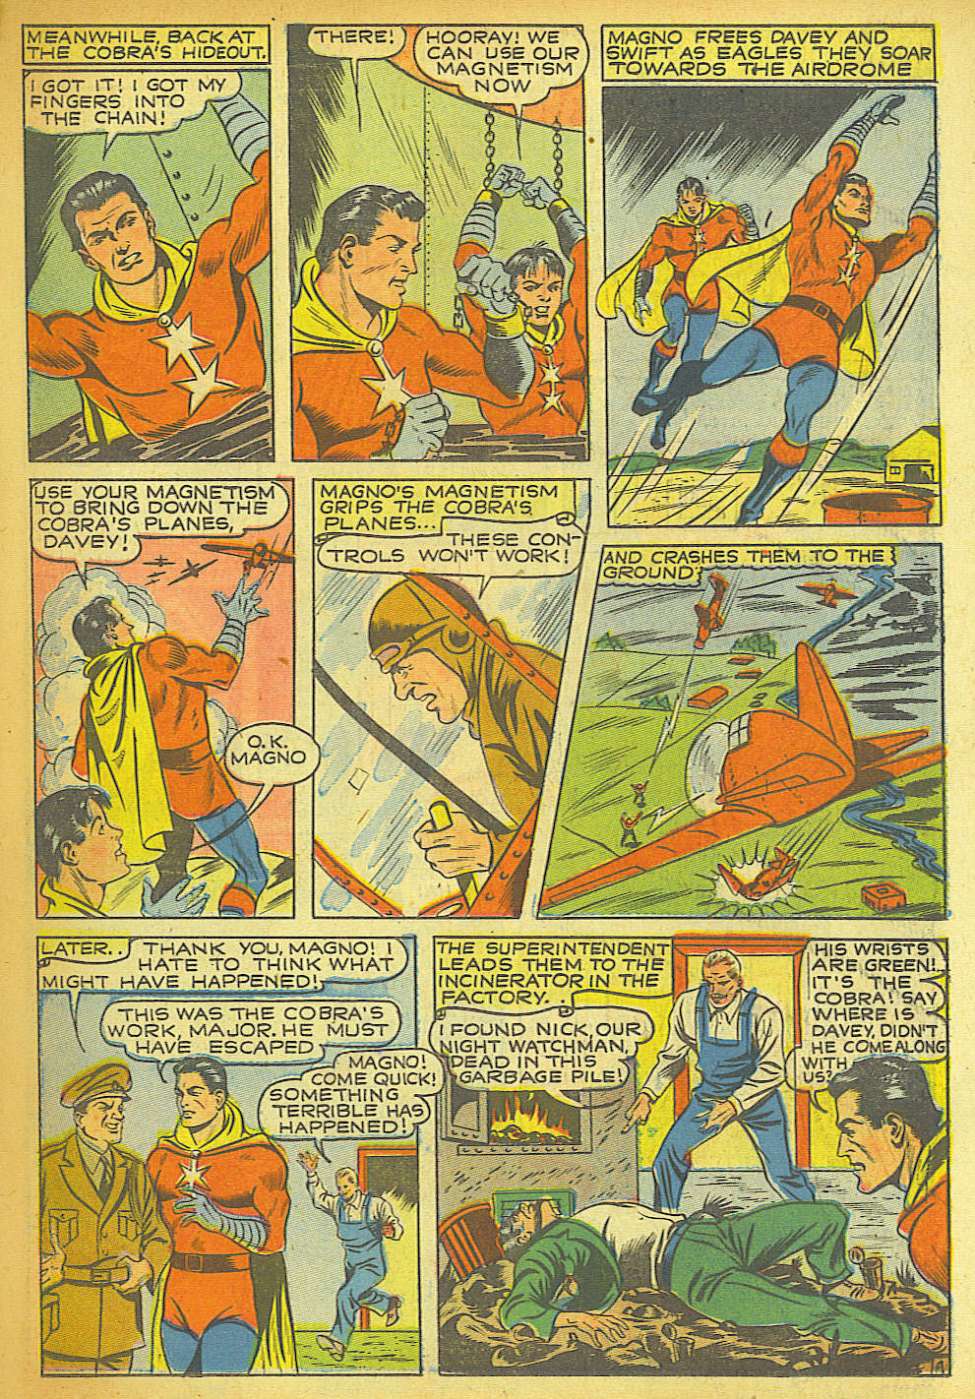 MEANWHILE, BACK AT
THE COBRA'S HIDEOUT.
I GOT IT! I GOT MY
FINGERS INTO
THE CHAIN!
THERE!
HOORAY! WE
CAN USE OUR
MAGNETISM
NOW
MAGNO FREES DAVEY AND
SWIFT AS EAGLES THEY SOAR
TOWARDS THE AIRDROME
USE YOUR MAGNETISM
TO BRING DOWN THE
COBRA'S PLANES,
DAVEY!
O.K.
MAGNO
MAGNO'S MAGNETISM
GRIPS THE COBRA'S
PLANES...
THESE CON-
TROLS WON'T WORK!
AND CRASHES THEM TO THE
GROUND
LATER..
THANK YOU, MAGNO! I
HATE TO THINK WHAT
MIGHT HAVE HAPPENED!
THIS WAS THE COBRA'S
WORK, MAJOR. HE MUST
HAVE ESCAPED
MAGNO!
COME QUICK!
SOMETHING
TERRIBLE HAS
HAPPENED!
THE SUPERINTENDENT
LEADS THEM TO THE
INCINERATOR IN THE
FACTORY..
I FOUND NICK, OUR
NIGHT WATCHMAN,
DEAD IN THIS
GARBAGE PILE!
HIS WRISTS
ARE GREEN!
IT'S THE
COBRA! SAY
WHERE IS
DAVEY, DIDN'T
HE COME ALONG
WITH
US?